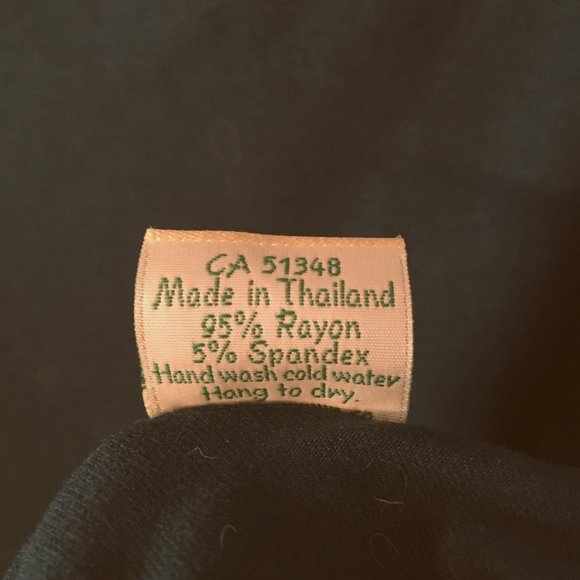 CA 51348
Made in Thailand
95% Rayon
5% Spandex
Hand wash cold water
Hang to dry.